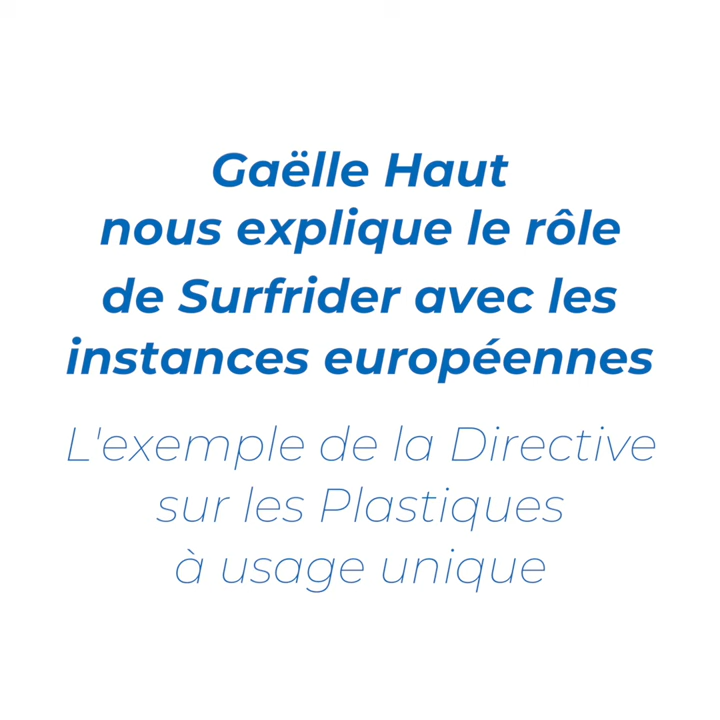 Gaëlle Haut
nous explique le rôle
de Surfrider avec les
instances européennes
L'exemple de la Directive
sur les Plastiques
à usage unique